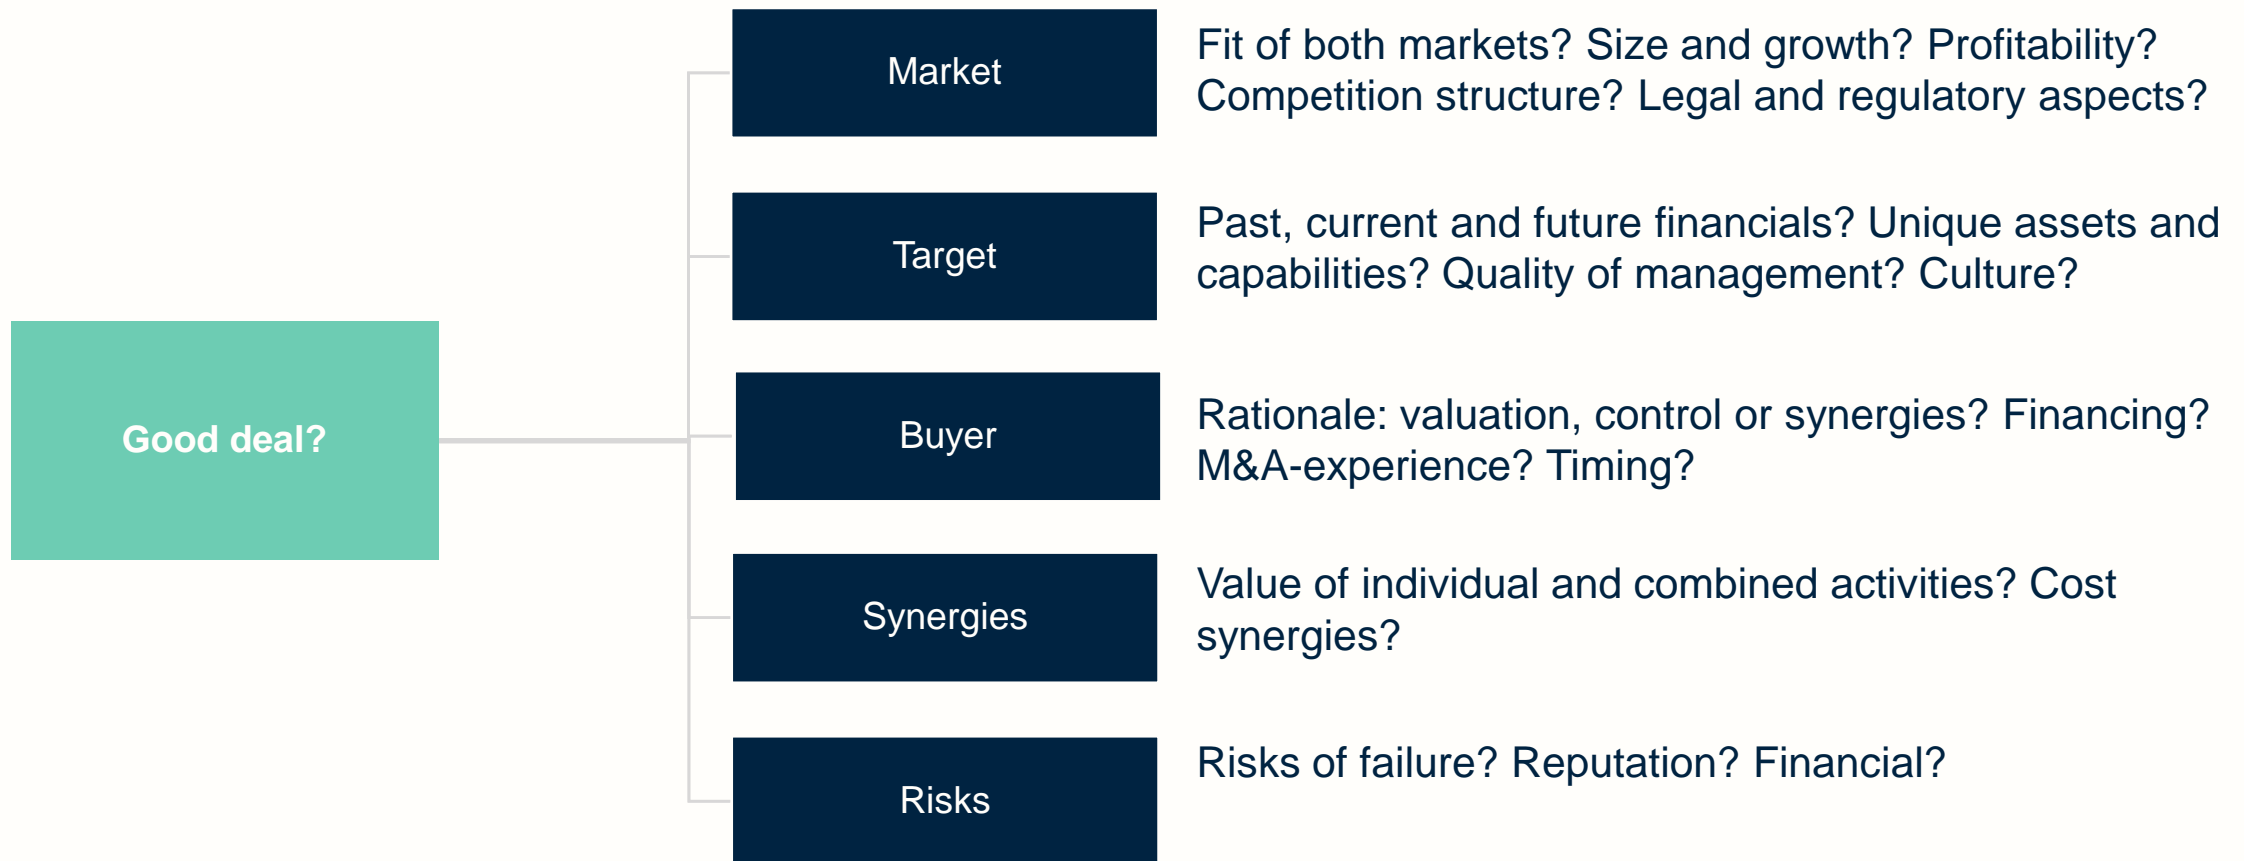 Good deal?
Market
Fit of both markets? Size and growth? Profitability?
Competition structure? Legal and regulatory aspects?
Target
Past, current and future financials? Unique assets and
capabilities? Quality of management? Culture?
Buyer
Rationale: valuation, control or synergies? Financing?
M&A-experience? Timing?
Synergies
Value of individual and combined activities? Cost
synergies?
Risks
Risks of failure? Reputation? Financial?